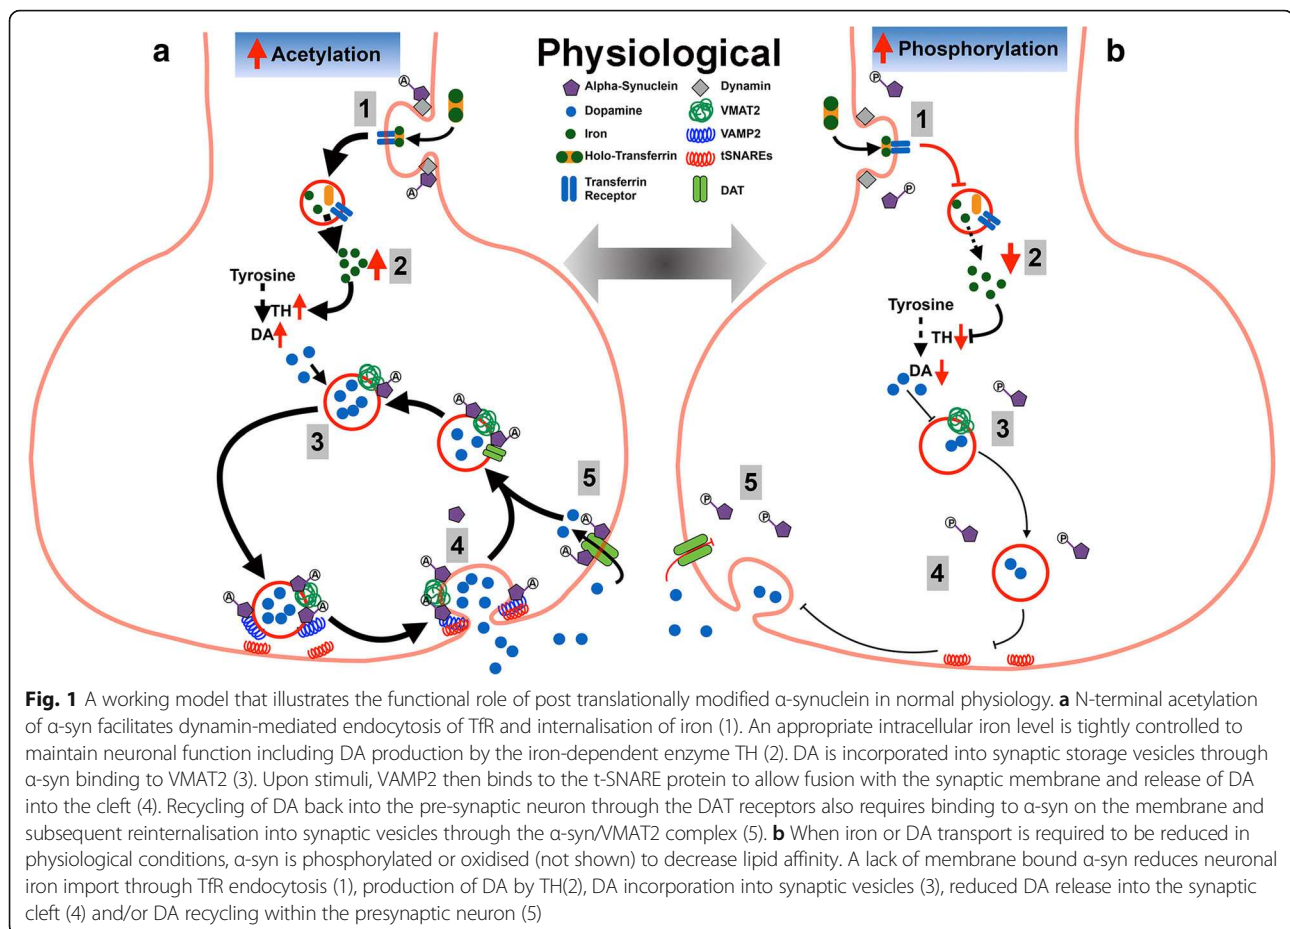 a
Acetylation
Physiological
b
Phosphorylation
Alpha-Synuclein
Dopamine
Iron
Holo-Transferrin
Transferrin
Receptor
Dynamin
VMAT2
VAMP2
tSNAREs
DAT
A
1
A
2
Tyrosine
TH
DA
A
3
A
A
5
A
A
4
A
A
A
A
A
A
P
1
P
2
Tyrosine
TH
DA
P
3
P
5
P
P
P
4
Fig. 1 A working model that illustrates the functional role of post translationally modified α-synuclein in normal physiology. a N-terminal acetylation
of α-syn facilitates dynamin-mediated endocytosis of TfR and internalisation of iron (1). An appropriate intracellular iron level is tightly controlled to
maintain neuronal function including DA production by the iron-dependent enzyme TH (2). DA is incorporated into synaptic storage vesicles through
α-syn binding to VMAT2 (3). Upon stimuli, VAMP2 then binds to the t-SNARE protein to allow fusion with the synaptic membrane and release of DA
into the cleft (4). Recycling of DA back into the pre-synaptic neuron through the DAT receptors also requires binding to α-syn on the membrane and
subsequent reinternalisation into synaptic vesicles through the α-syn/VMAT2 complex (5). b When iron or DA transport is required to be reduced in
physiological conditions, α-syn is phosphorylated or oxidised (not shown) to decrease lipid affinity. A lack of membrane bound α-syn reduces neuronal
iron import through TfR endocytosis (1), production of DA by TH(2), DA incorporation into synaptic vesicles (3), reduced DA release into the synaptic
cleft (4) and/or DA recycling within the presynaptic neuron (5)